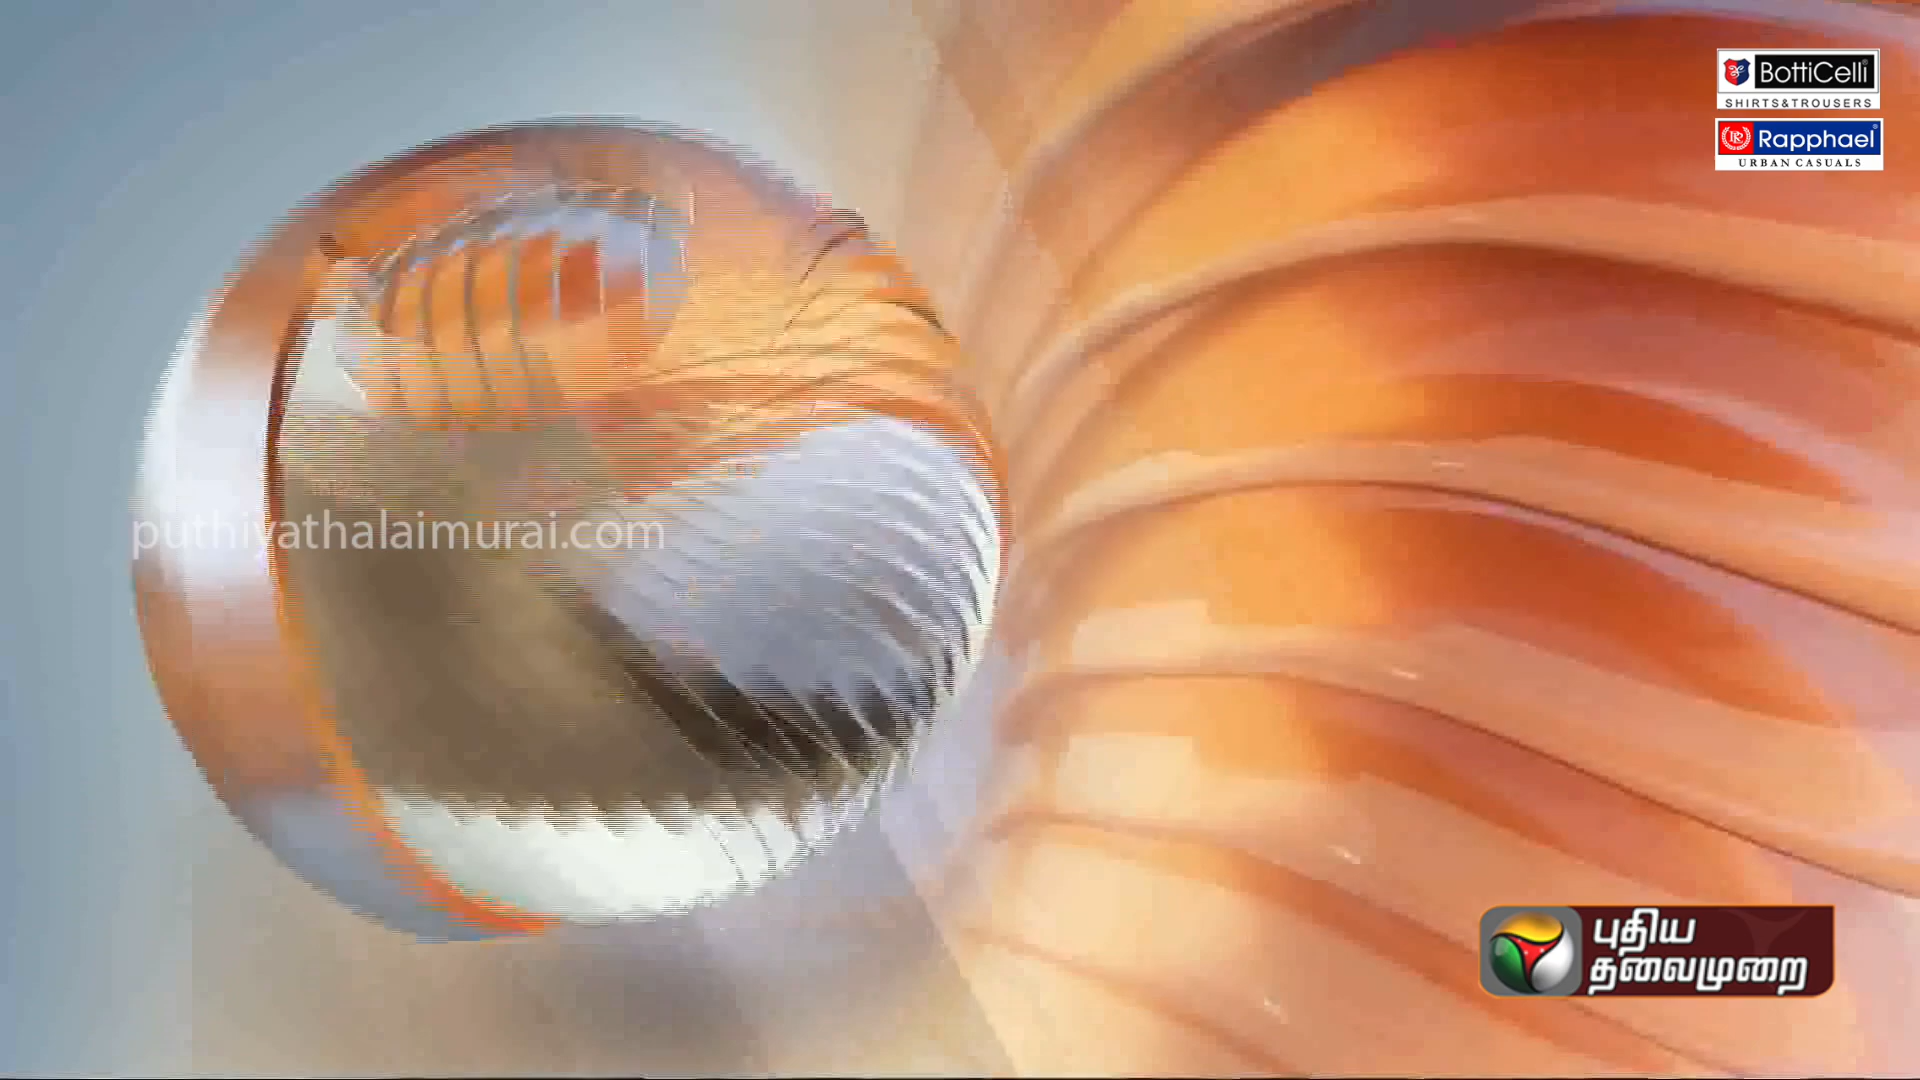 BottiCelli
SHIRTS & TROUSERS
Rapphael
URBAN CASUALS
puthiyathalaimurai.com
புதிய
தலைமுறை